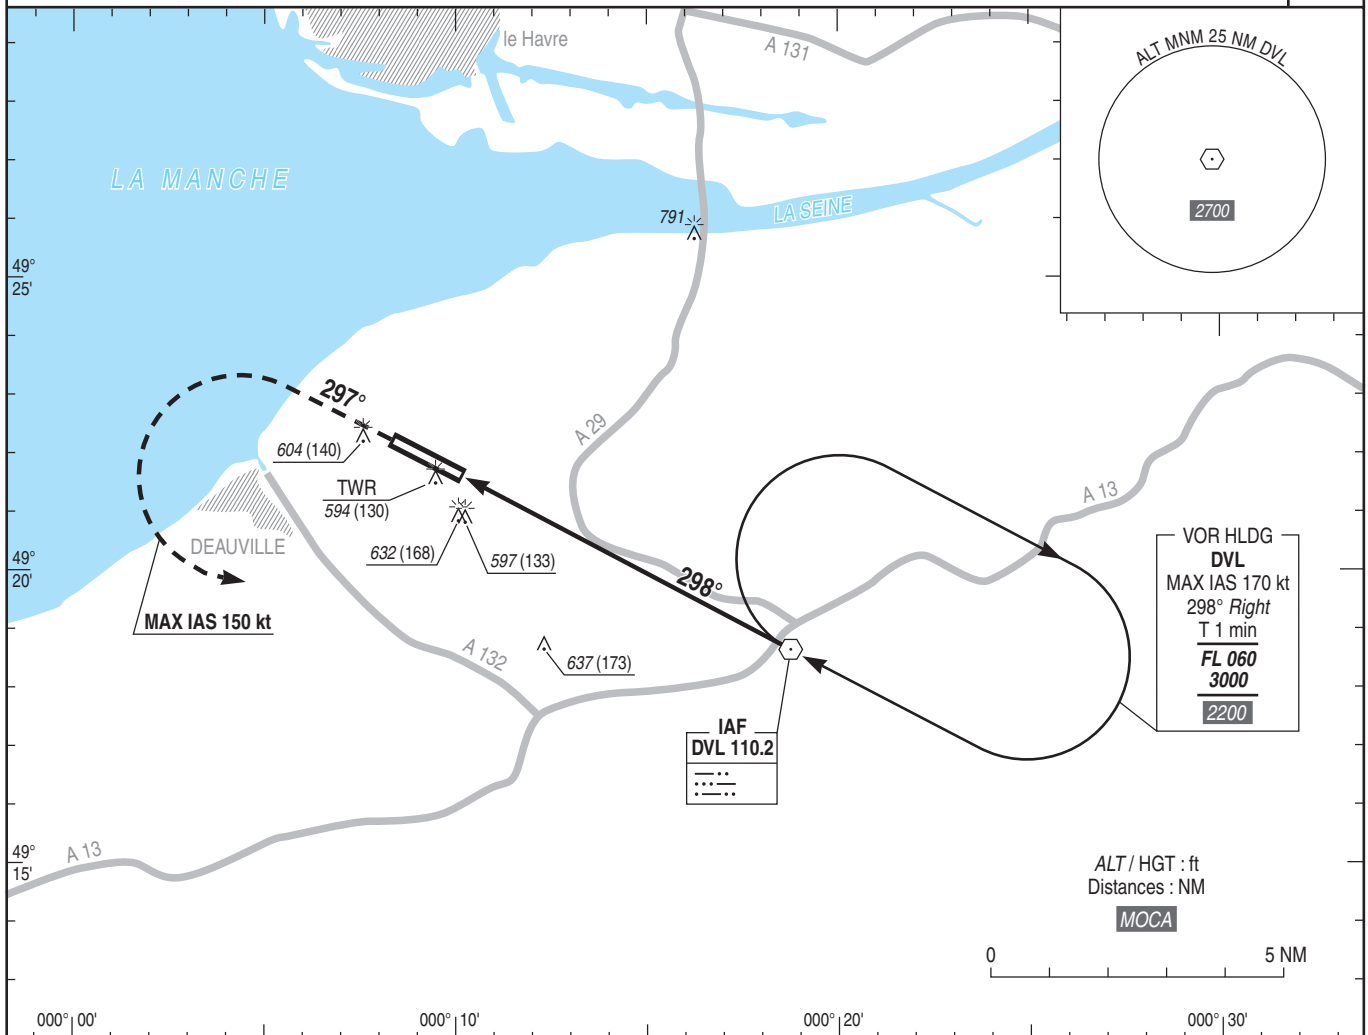 le Havre
A 131
ALT MNM 25 NM DVL
2700
LA MANCHE
791
LA SEINE
49°
25'
297°
604 (140)
A 29
TWR
594 (130)
A 13
632 (168)
597 (133)
DEAUVILLE
49°
20'
298°
MAX IAS 150 kt
VOR HLDG
DVL
MAX IAS 170 kt
298° Right
T 1 min
FL 060
3000
2200
A 132
637 (173)
IAF
DVL 110.2
A 13
49°
15'
ALT / HGT : ft
Distances : NM
MOCA
0
5 NM
000° 00'
000° 10'
000° 20'
000° 30'